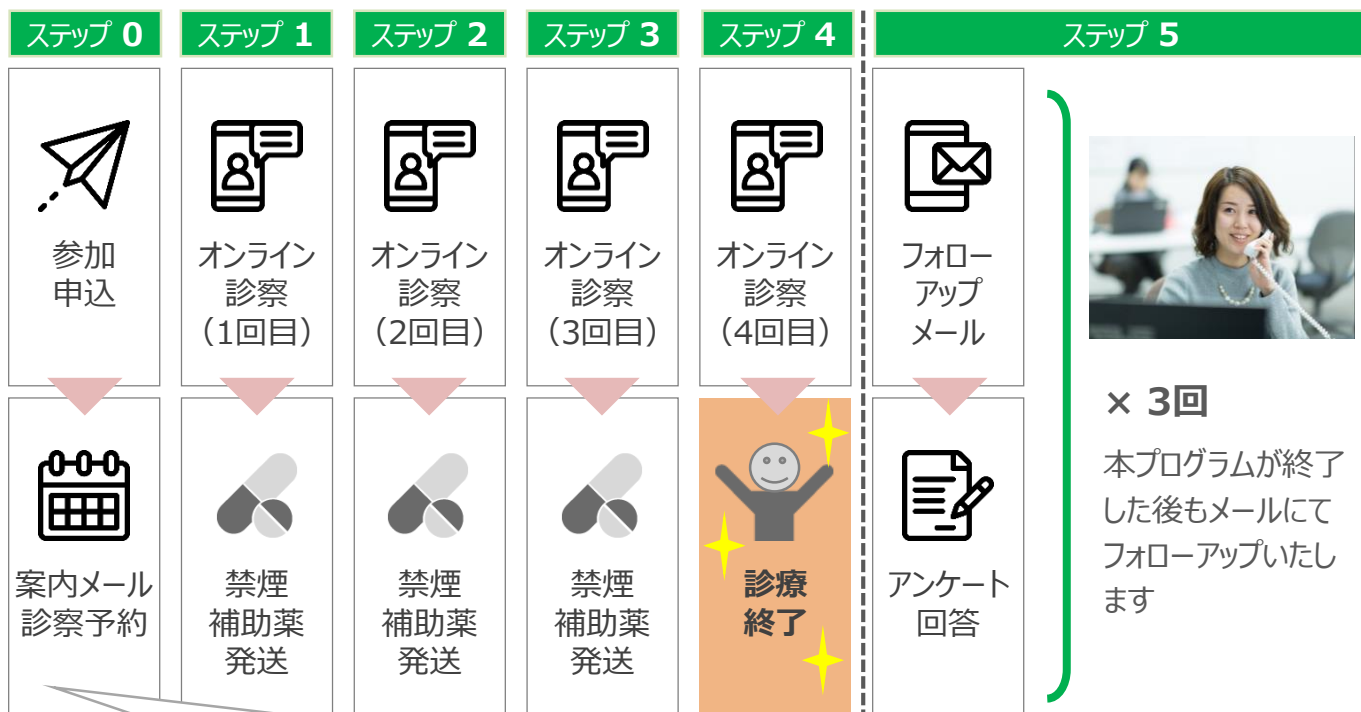 ステップ 0
ステップ 1
ステップ 2
ステップ 3
ステップ 4
ステップ 5
参加
申込
オンライン
診察
（1回目）
オンライン
診察
（2回目）
オンライン
診察
（3回目）
オンライン
診察
（4回目）
フォロー
アップ
メール
案内メール
診察予約
禁煙
補助薬
発送
禁煙
補助薬
発送
禁煙
補助薬
発送
診療
終了
アンケート
回答
× 3回
本プログラムが終了
した後もメールにて
フォローアップいたし
ます